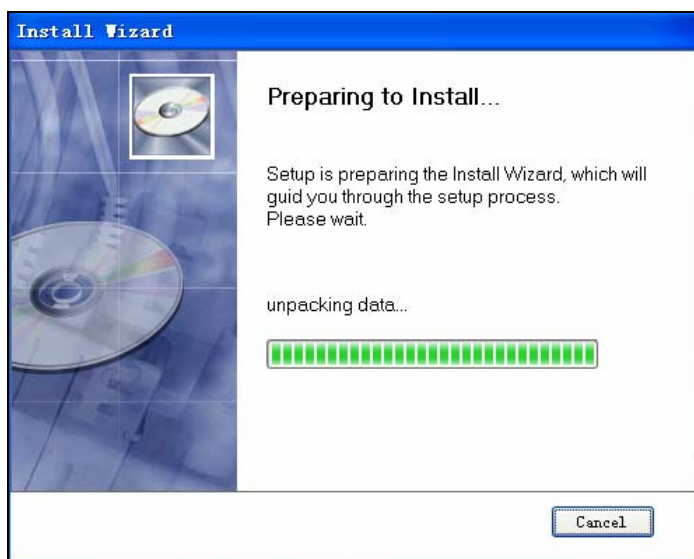 Install Wizard
Preparing to Install...
Setup is preparing the Install Wizard, which will
guid you through the setup process.
Please wait.
unpacking data...
Cancel